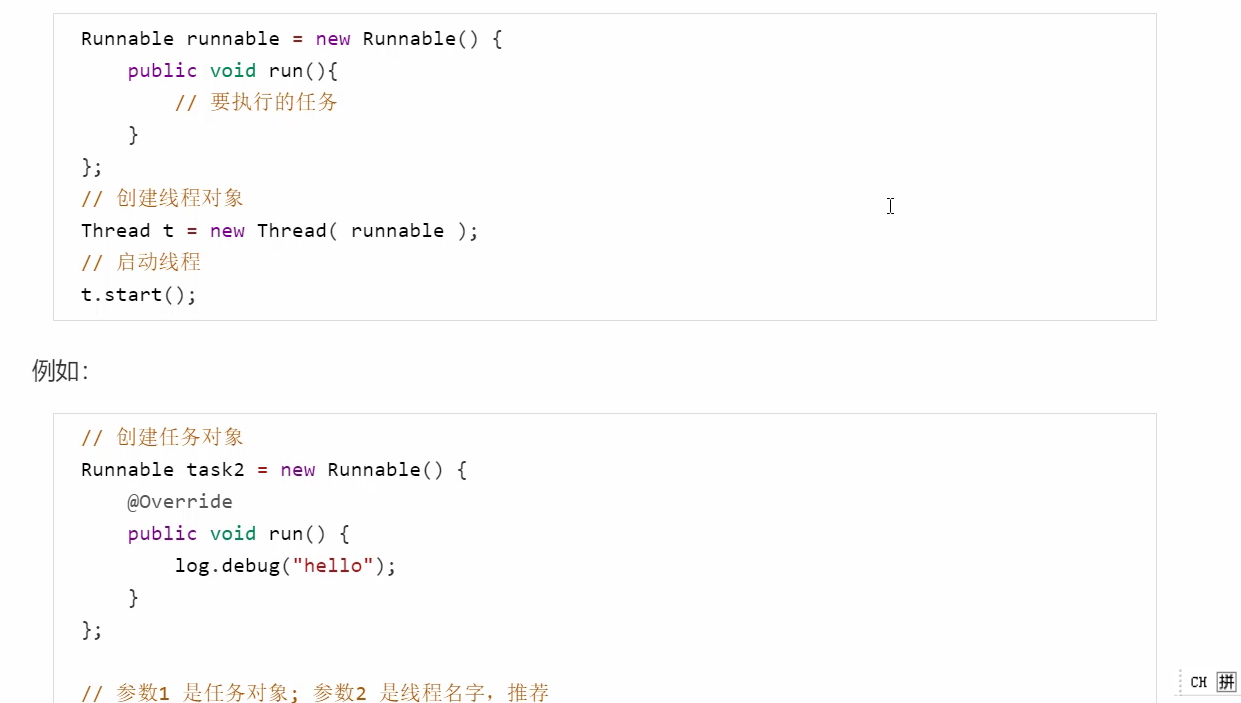 Runnable runnable = new Runnable() {
    public void run(){
        // 要执行的任务
    }
};
// 创建线程对象
Thread t = new Thread( runnable );
// 启动线程
t.start();
例如：
// 创建任务对象
Runnable task2 = new Runnable() {
    @Override
    public void run() {
        log.debug("hello");
    }
};
// 参数1 是任务对象; 参数2 是线程名字，推荐
CH 拼